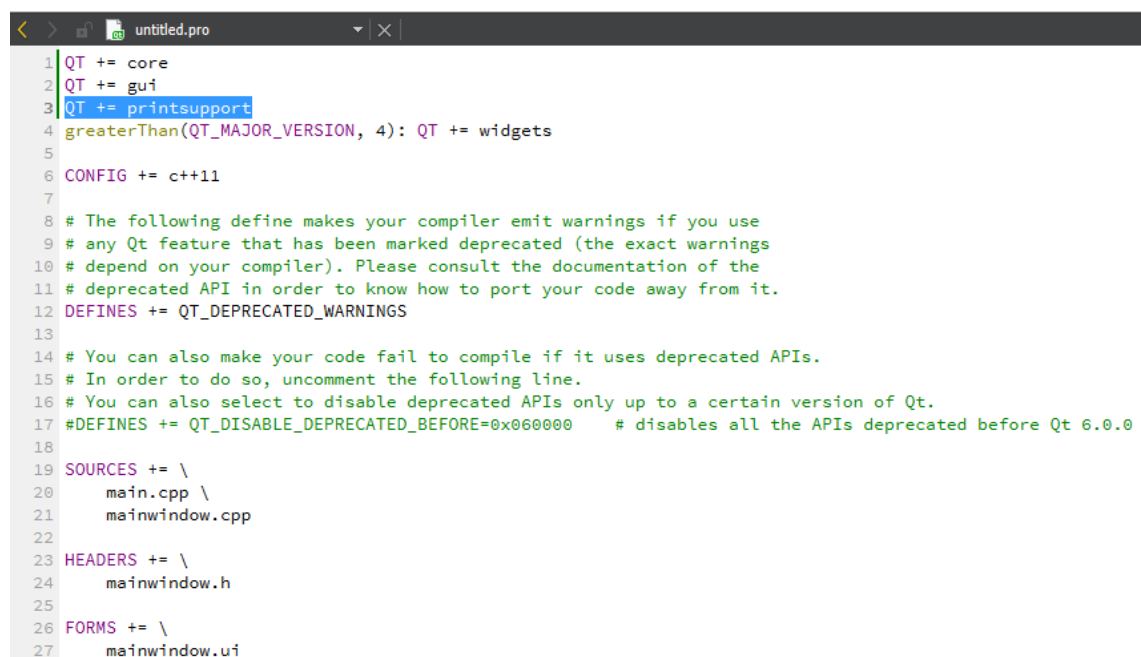 untitled.pro
1 QT += core
2 QT += gui
3 QT += printsupport
4 greaterThan(QT_MAJOR_VERSION, 4): QT += widgets
5
6 CONFIG += c++11
7
8 # The following define makes your compiler emit warnings if you use
9 # any Qt feature that has been marked deprecated (the exact warnings
10 # depend on your compiler). Please consult the documentation of the
11 # deprecated API in order to know how to port your code away from it.
12 DEFINES += QT_DEPRECATED_WARNINGS
13
14 # You can also make your code fail to compile if it uses deprecated APIs.
15 # In order to do so, uncomment the following line.
16 # You can also select to disable deprecated APIs only up to a certain version of Qt.
17 #DEFINES += QT_DISABLE_DEPRECATED_BEFORE=0x060000    # disables all the APIs deprecated before Qt 6.0.0
18
19 SOURCES += \
20     main.cpp \
21     mainwindow.cpp
22
23 HEADERS += \
24     mainwindow.h
25
26 FORMS += \
27     mainwindow.ui